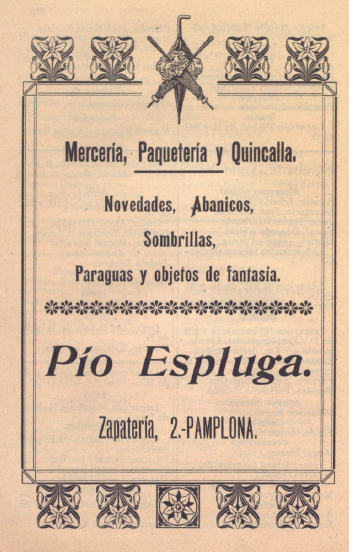 Mercería, Paquetería y Quincalla.
Novedades, Abanicos,
Sombrillas,
Paraguas y objetos de fantasía.
Pío Espluga.
Zapatería, 2.-PAMPLONA.